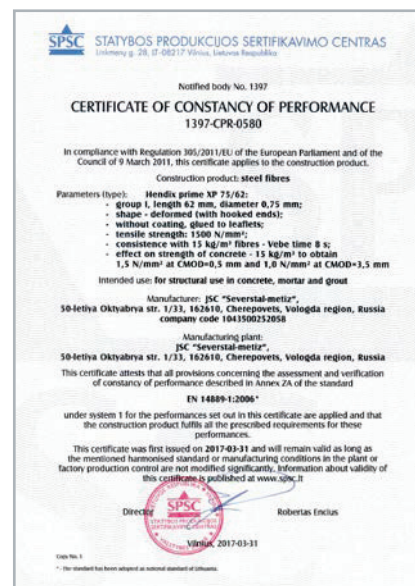 SPSC STATYBOS PRODUKCIJOS SERTIFIKAVIMO CENTRAS
Linkmenų g. 28, LT-08217 Vilnius, Lietuvos Respublika
Notified body No. 1397
CERTIFICATE OF CONSTANCY OF PERFORMANCE
1397-CPR-0580
In compliance with Regulation 305/2011/EU of the European Parliament and of the
Council of 9 March 2011, this certificate applies to the construction product.
Construction product: steel fibres
Parameters (type): Hendix prime XP 75/62:
- group I, length 62 mm, diameter 0,75 mm;
- shape - deformed (with hooked ends);
- without coating, glued to leaflets;
- tensile strength: 1500 N/mm²;
- consistence with 15 kg/m³ fibres - Vebe time 8 s;
- effect on strength of concrete - 15 kg/m³ to obtain
1,5 N/mm² at CMOD=0,5 mm and 1,0 N/mm² at CMOD=3,5 mm
Intended use: for structural use in concrete, mortar and grout
Manufacturer: JSC "Severstal-metiz",
50-letiya Oktyabrya str. 1/33, 162610, Cherepovets, Vologda region, Russia
company code 1043500252058
Manufacturing plant:
JSC "Severstal-metiz",
50-letiya Oktyabrya str. 1/33, 162610, Cherepovets, Vologda region, Russia
This certificate attests that all provisions concerning the assessment and verification
of constancy of performance described in Annex ZA of the standard
EN 14889-1:2006*
under system 1 for the performances set out in this certificate are applied and that
the construction product fulfils all the prescribed requirements for these
performances.
This certificate was first issued on 2017-03-31 and will remain valid as long as
the mentioned harmonised standard or manufacturing conditions in the plant or
factory production control are not modified significantly. Information about validity of
this certificate is published at www.spsc.lt
Director
SPSC
Robertas Encius
Vilnius, 2017-03-31
Copy No. 1
* - The standard has been adopted as national standard of Lithuania.